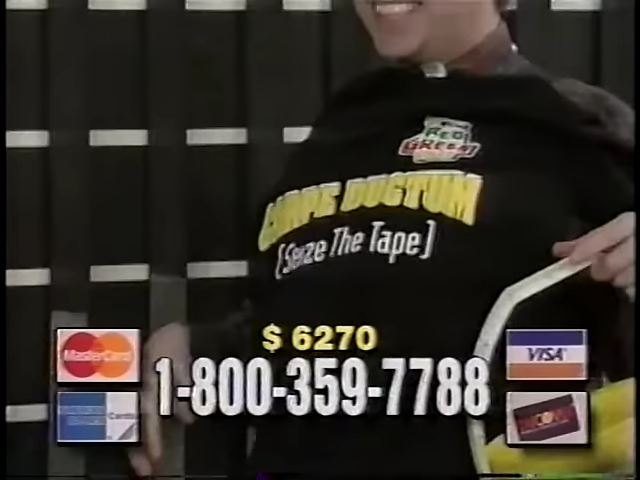 RED
GREEN
CARPE DUCTUM
[Seize The Tape]
$ 6270
MasterCard
VISA
1-800-359-7788